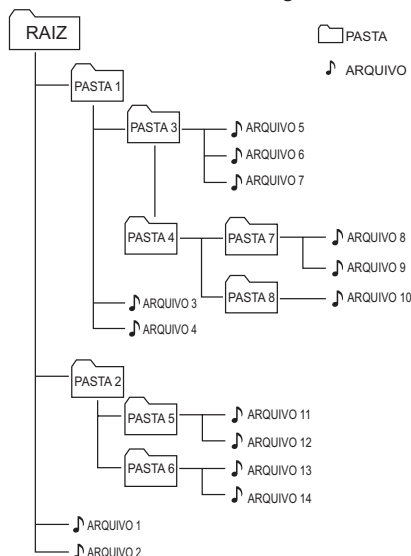 RAIZ
PASTA
ARQUIVO
PASTA 1
PASTA 3
ARQUIVO 5
ARQUIVO 6
ARQUIVO 7
PASTA 4
PASTA 7
ARQUIVO 8
ARQUIVO 9
PASTA 8
ARQUIVO 10
ARQUIVO 3
ARQUIVO 4
PASTA 2
PASTA 5
ARQUIVO 11
ARQUIVO 12
PASTA 6
ARQUIVO 13
ARQUIVO 14
ARQUIVO 1
ARQUIVO 2